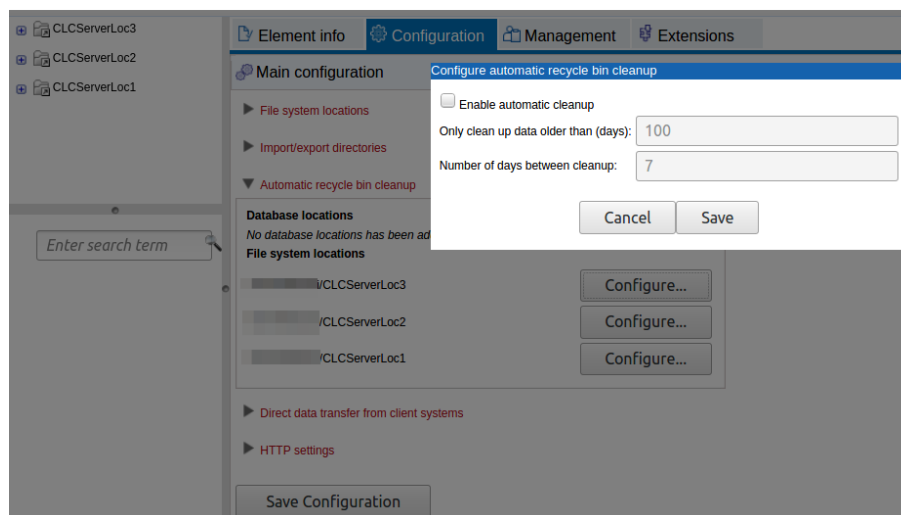 CLCServerLoc3
CLCServerLoc2
CLCServerLoc1
Enter search term
Element info
Configuration
Management
Extensions
Main configuration
File system locations
Import/export directories
Automatic recycle bin cleanup
Database locations
No database locations has been ad
File system locations
/CLCServerLoc3
Configure...
/CLCServerLoc2
Configure...
/CLCServerLoc1
Configure...
Direct data transfer from client systems
HTTP settings
Save Configuration
Configure automatic recycle bin cleanup
Enable automatic cleanup
Only clean up data older than (days): 100
Number of days between cleanup: 7
Cancel
Save